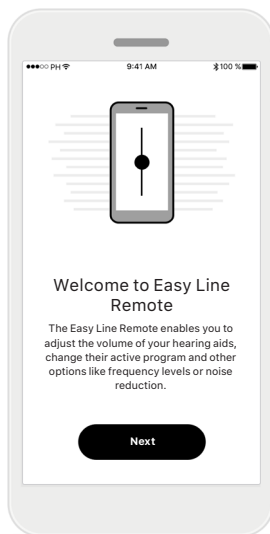 ●●●○○ PH 9:41 AM 100 %
Welcome to Easy Line
Remote
The Easy Line Remote enables you to
adjust the volume of your hearing aids,
change their active program and other
options like frequency levels or noise
reduction.
Next